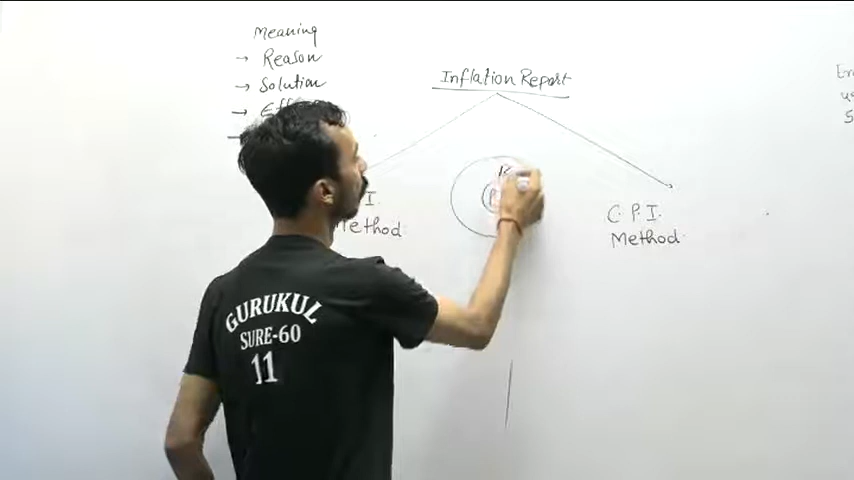 Meaning
→ Reason
→ Solution
→
Inflation Report
I.
Method
C.P.I.
Method
GURUKUL
SURE-60
11